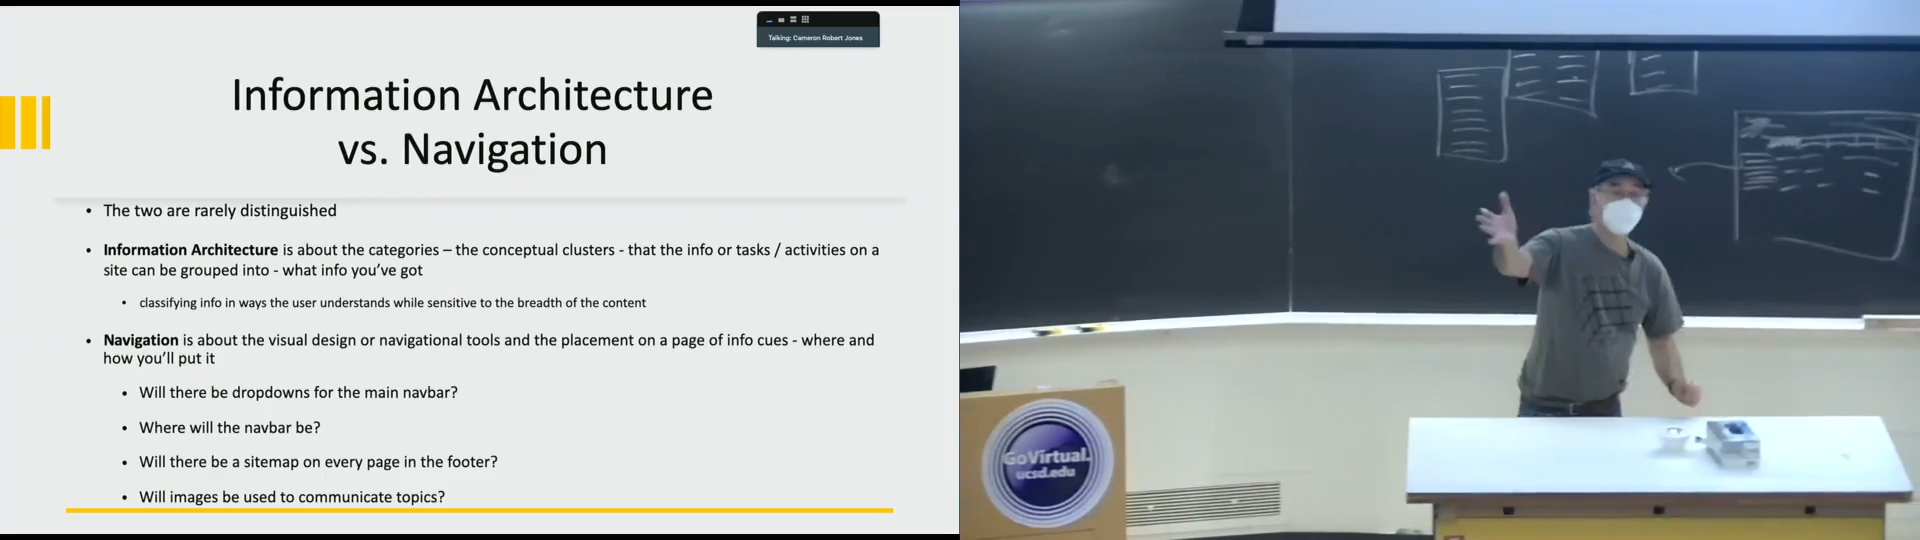 Talking: Cameron Robert Jones
Information Architecture
vs. Navigation
• The two are rarely distinguished
• Information Architecture is about the categories – the conceptual clusters - that the info or tasks / activities on a
site can be grouped into - what info you’ve got
• classifying info in ways the user understands while sensitive to the breadth of the content
• Navigation is about the visual design or navigational tools and the placement on a page of info cues - where and
how you’ll put it
• Will there be dropdowns for the main navbar?
• Where will the navbar be?
• Will there be a sitemap on every page in the footer?
• Will images be used to communicate topics?
GoVirtual.
ucsd.edu